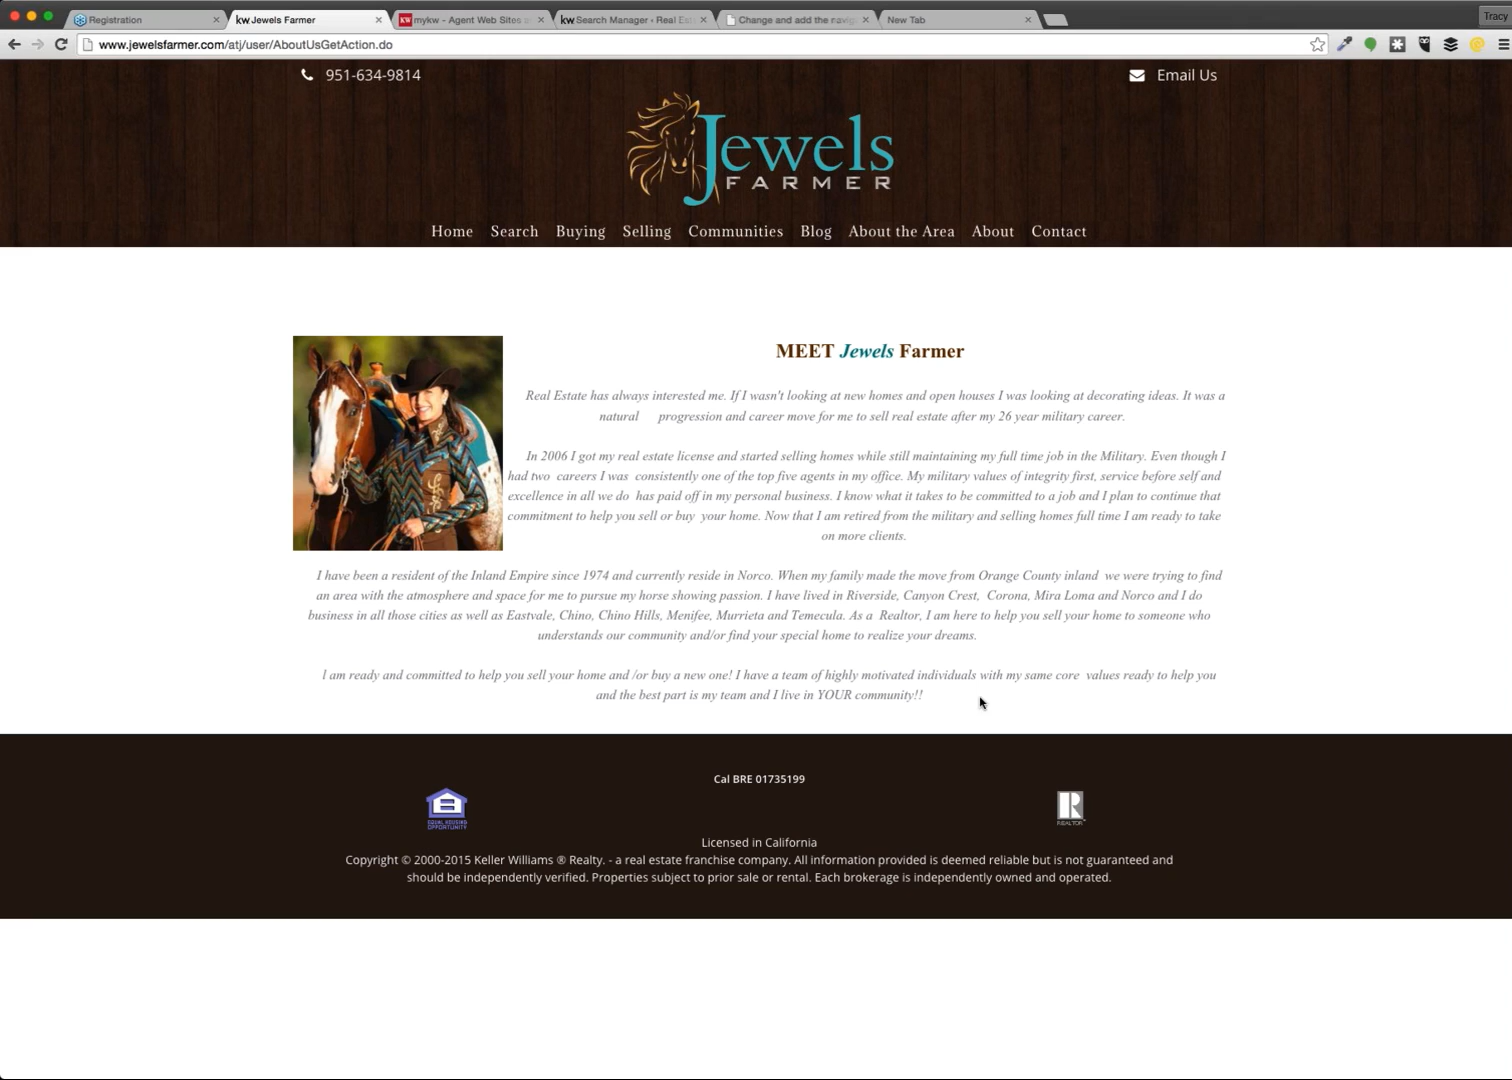 Registration
kw Jewels Farmer
KW mykw - Agent Web Sites
kw Search Manager • Real Est
Change and add the navig
New Tab
Tracy
www.jewelsfarmer.com/atj/user/AboutUsGetAction.do
951-634-9814
Email Us
Jewels
FARMER
Home Search Buying Selling Communities Blog About the Area About Contact
MEET Jewels Farmer
Real Estate has always interested me. If I wasn't looking at new homes and open houses I was looking at decorating ideas. It was a
natural progression and career move for me to sell real estate after my 26 year military career.
In 2006 I got my real estate license and started selling homes while still maintaining my full time job in the Military. Even though I
had two careers I was consistently one of the top five agents in my office. My military values of integrity first, service before self and
excellence in all we do has paid off in my personal business. I know what it takes to be committed to a job and I plan to continue that
commitment to help you sell or buy your home. Now that I am retired from the military and selling homes full time I am ready to take
on more clients.
I have been a resident of the Inland Empire since 1974 and currently reside in Norco. When my family made the move from Orange County inland we were trying to find
an area with the atmosphere and space for me to pursue my horse showing passion. I have lived in Riverside, Canyon Crest, Corona, Mira Loma and Norco and I do
business in all those cities as well as Eastvale, Chino, Chino Hills, Menifee, Murrieta and Temecula. As a Realtor, I am here to help you sell your home to someone who
understands our community and/or find your special home to realize your dreams.
l am ready and committed to help you sell your home and /or buy a new one! I have a team of highly motivated individuals with my same core values ready to help you
and the best part is my team and I live in YOUR community!!
Cal BRE 01735199
EQUAL HOUSING
OPPORTUNITY
R
REALTOR
Licensed in California
Copyright © 2000-2015 Keller Williams ® Realty. - a real estate franchise company. All information provided is deemed reliable but is not guaranteed and
should be independently verified. Properties subject to prior sale or rental. Each brokerage is independently owned and operated.